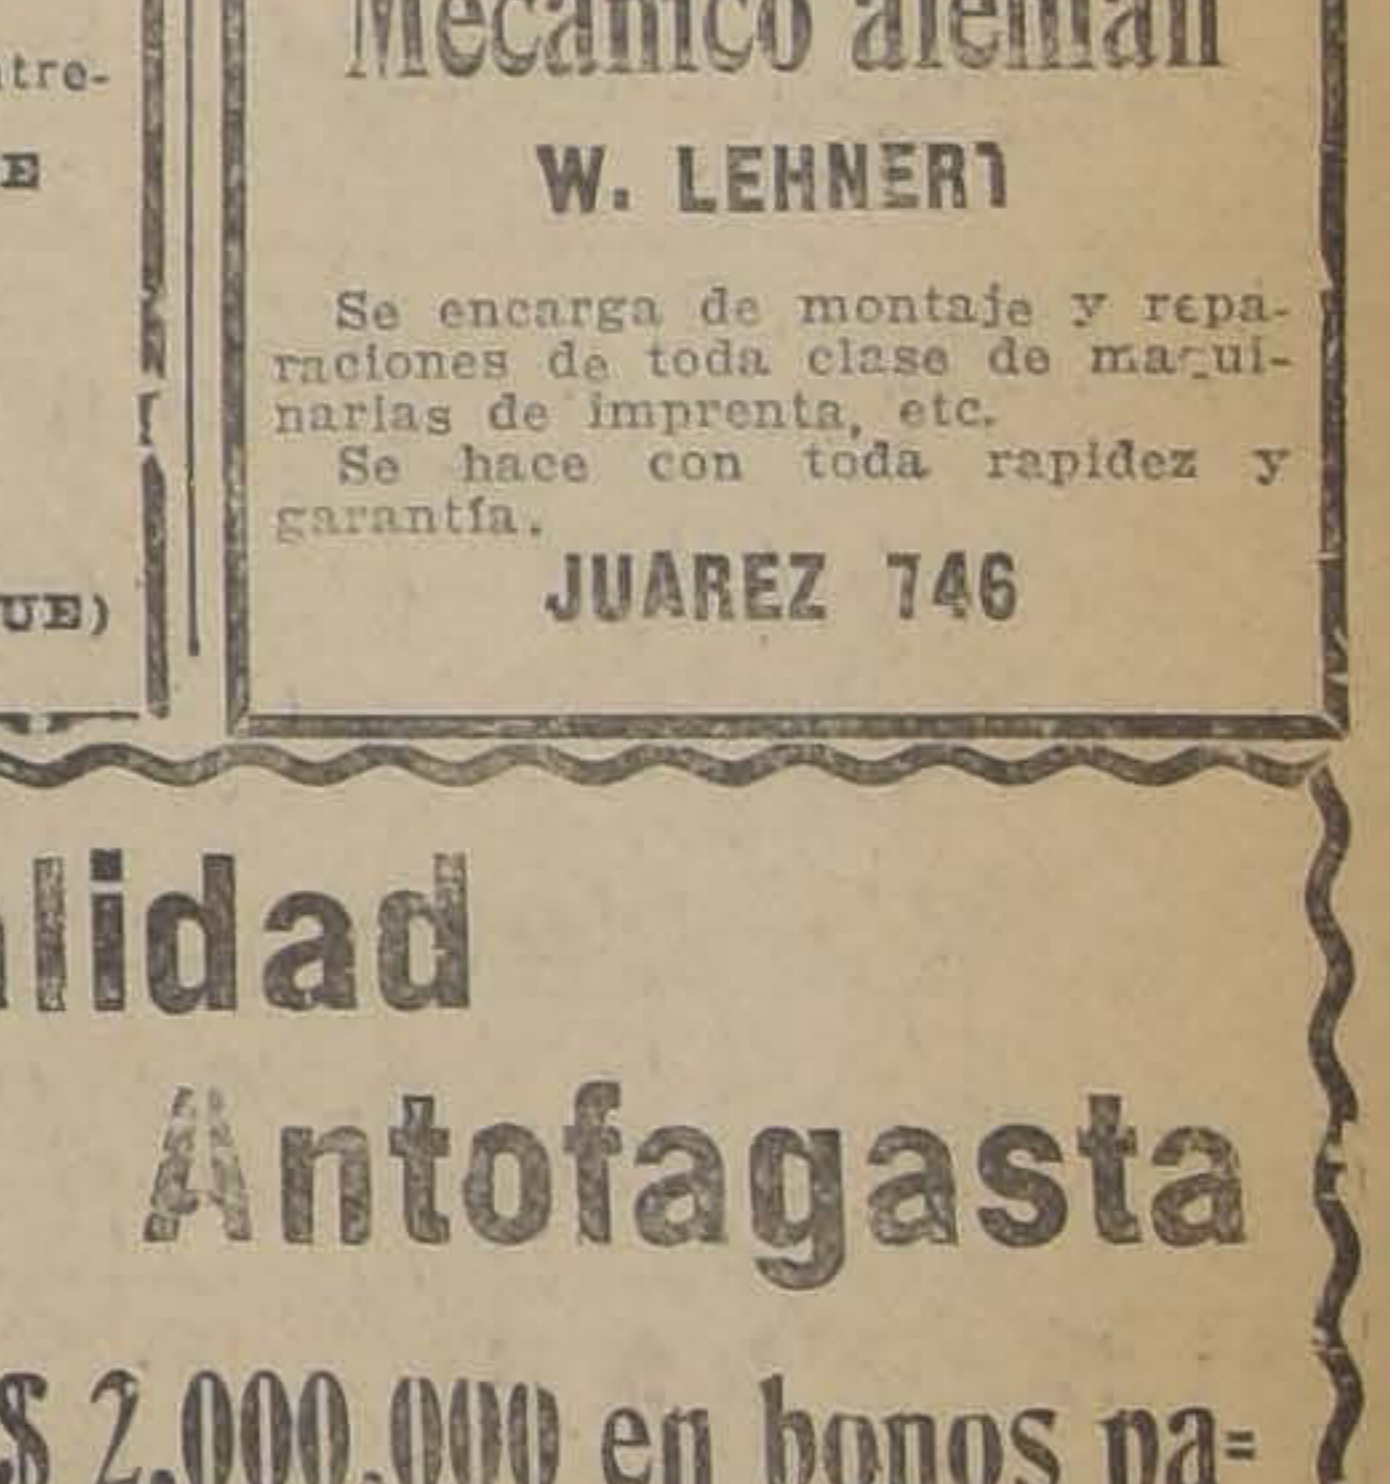 tre-
E
UE)
Mecánico alemán
W. LEHNERT
Se encarga de montaje y repa-
raciones de toda clase de maqui-
narias de imprenta, etc.
Se hace con toda rapidez y
garantía.
JUAREZ 746
lidad
Antofagasta
$ 2.000.000 en bonos pa=